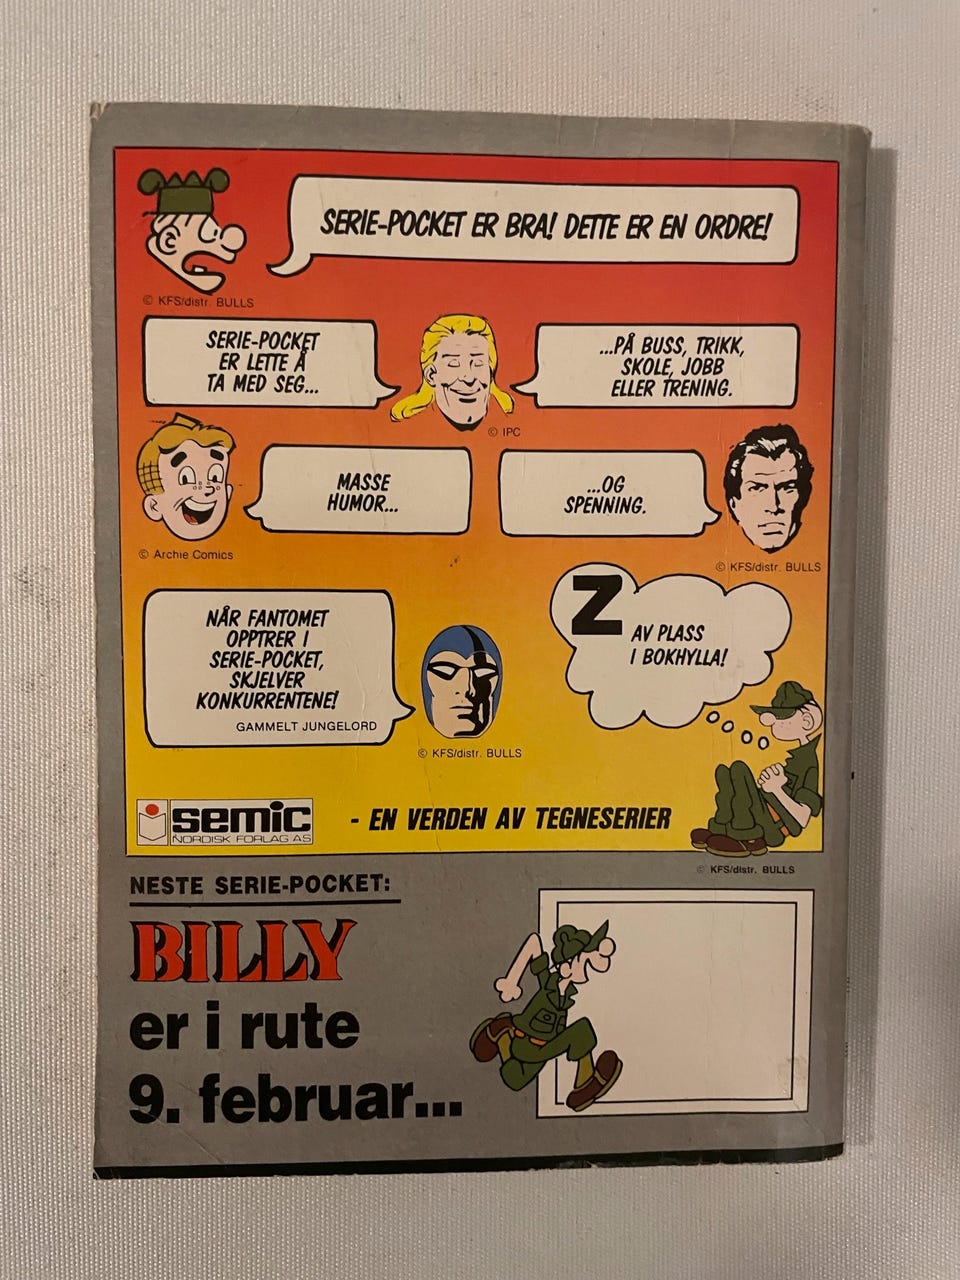 SERIE-POCKET ER BRA! DETTE ER EN ORDRE!
© KFS/distr. BULLS
SERIE-POCKET
ER LETTE Å
TA MED SEG...
...PÅ BUSS, TRIKK,
SKOLE, JOBB
ELLER TRENING.
© IPC
MASSE
HUMOR...
...OG
SPENNING.
© Archie Comics
© KFS/distr. BULLS
NÅR FANTOMET
OPPTRER I
SERIE-POCKET,
SKJELVER
KONKURRENTENE!
GAMMELT JUNGELORD
© KFS/distr. BULLS
Z
AV PLASS
I BOKHYLLA!
semic
NORDISK FORLAG AS
- EN VERDEN AV TEGNESERIER
© KFS/distr. BULLS
NESTE SERIE-POCKET:
BILLY
er i rute
9. februar...